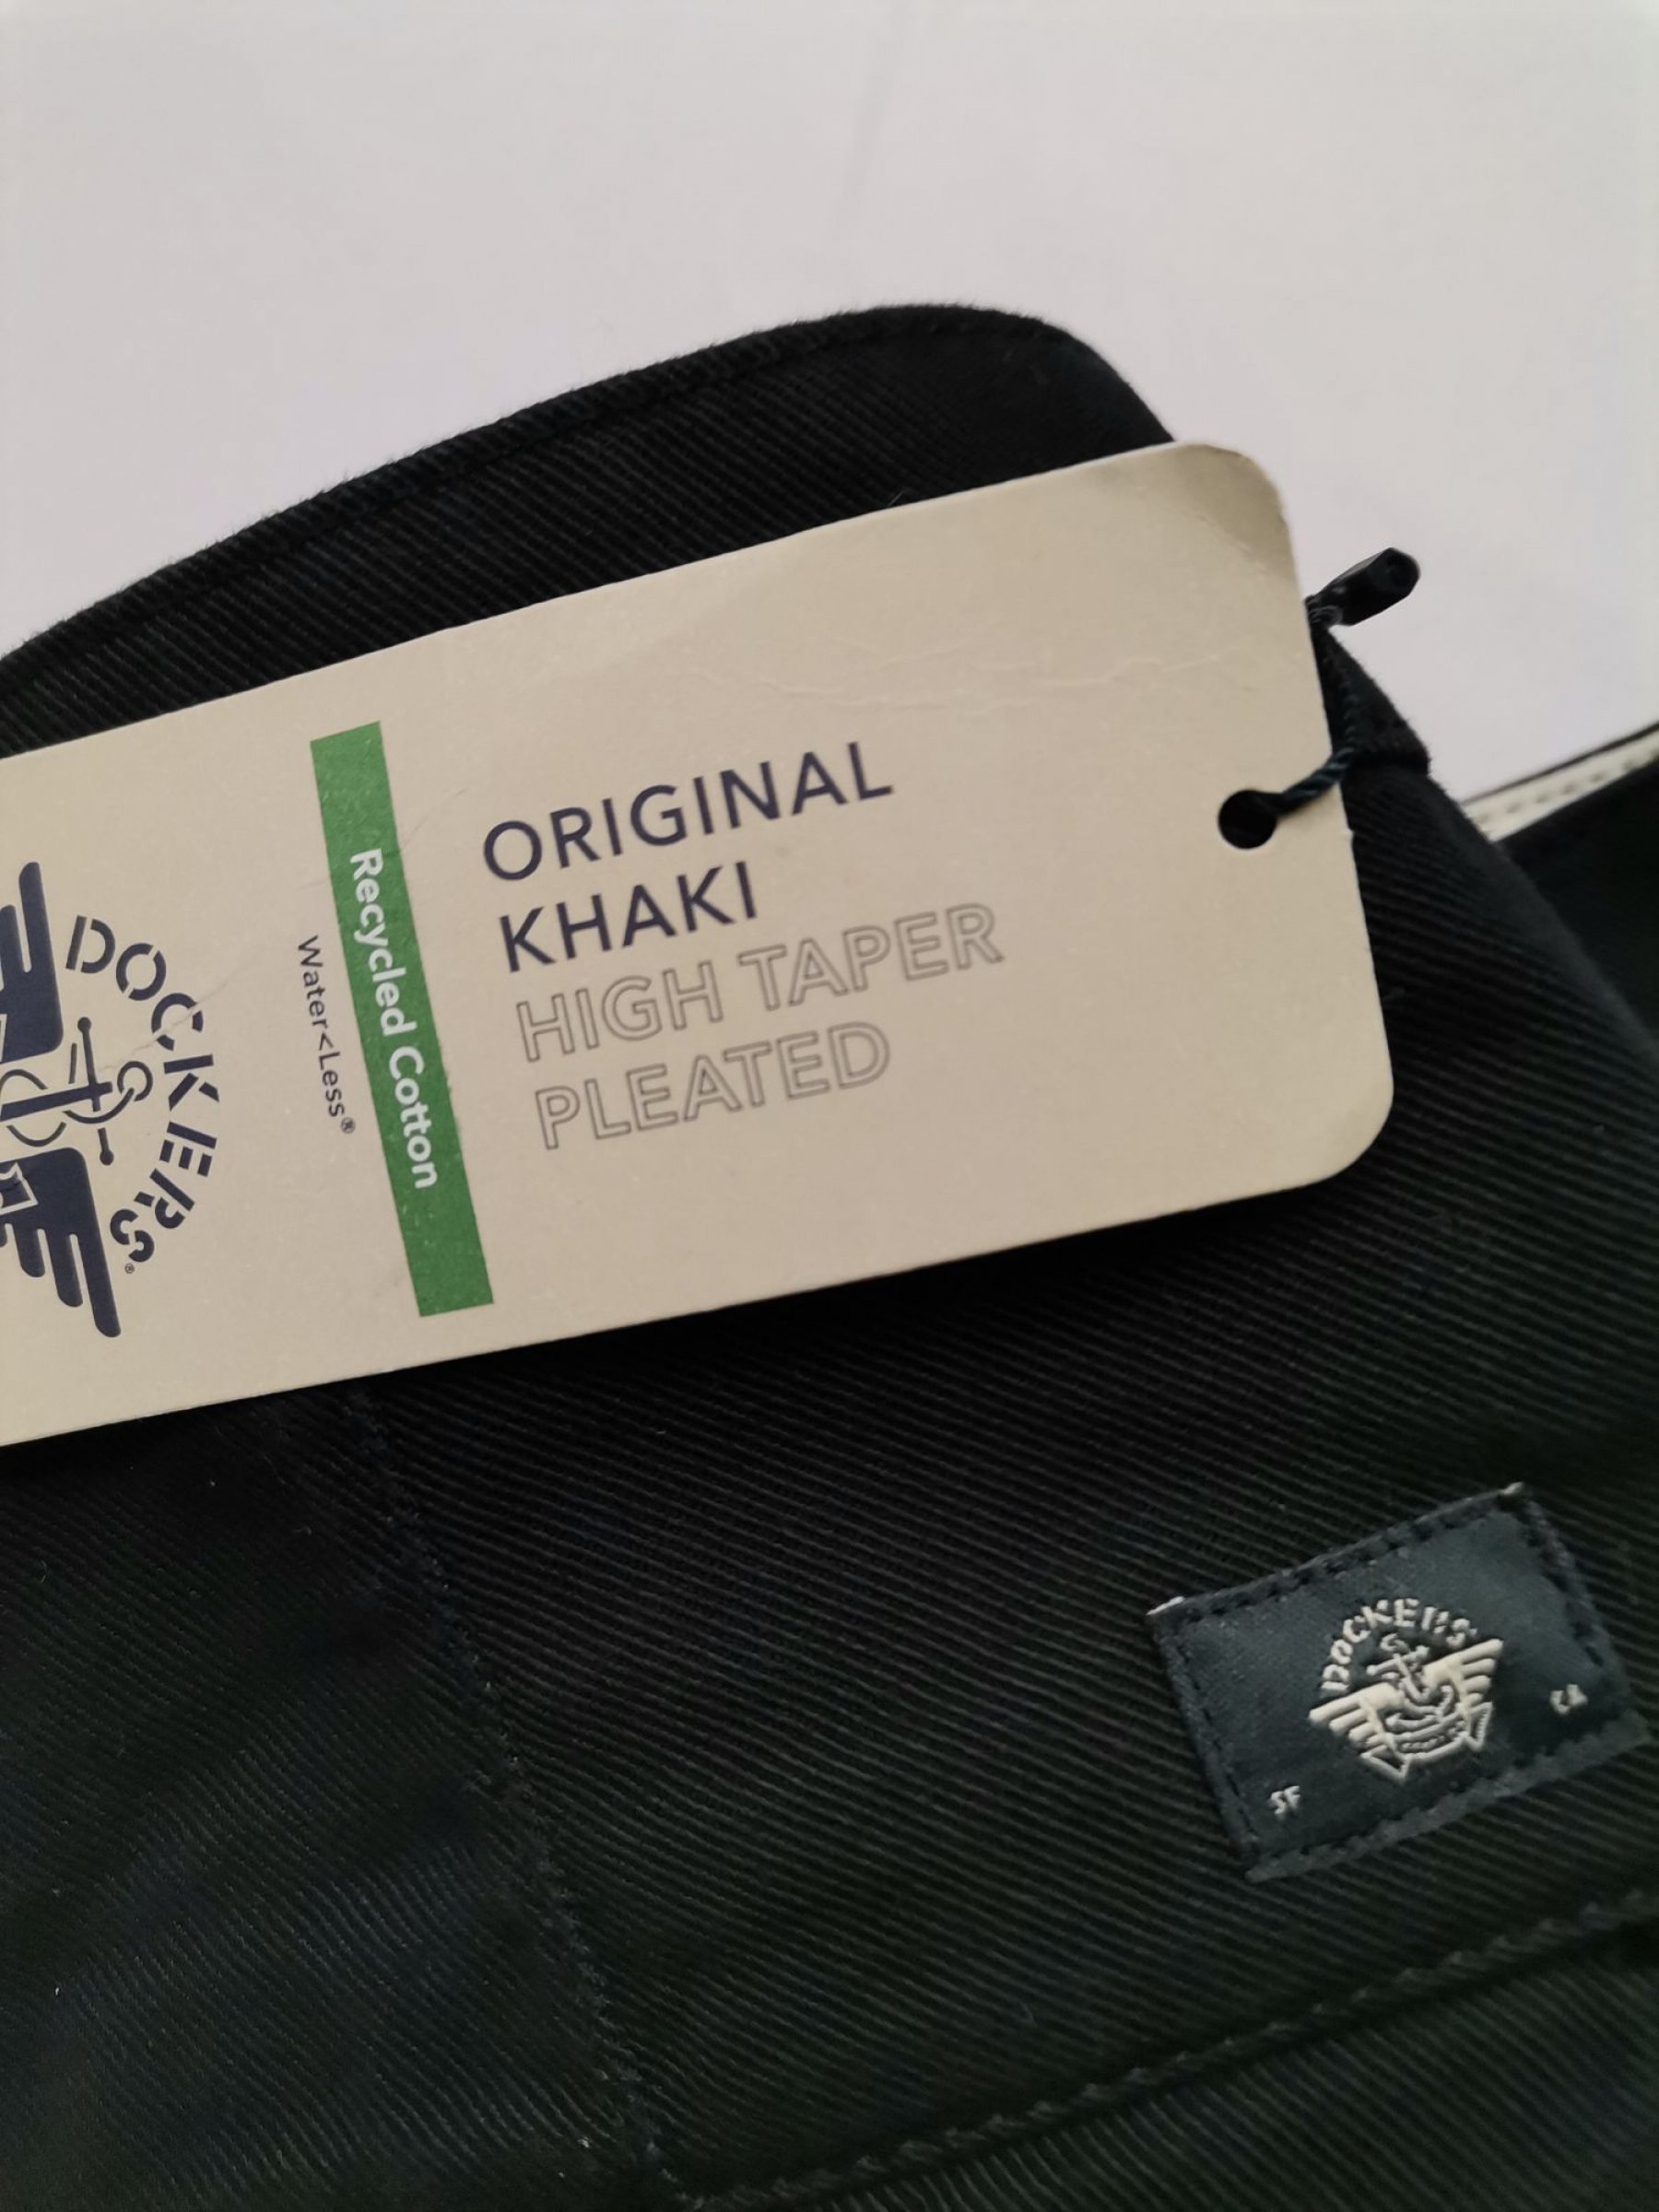 ORIGINAL
KHAKI
HIGH TAPER
PLEATED
Recycled Cotton
Water<Less®
DOCKERS®
DOCKERS
SF
CA